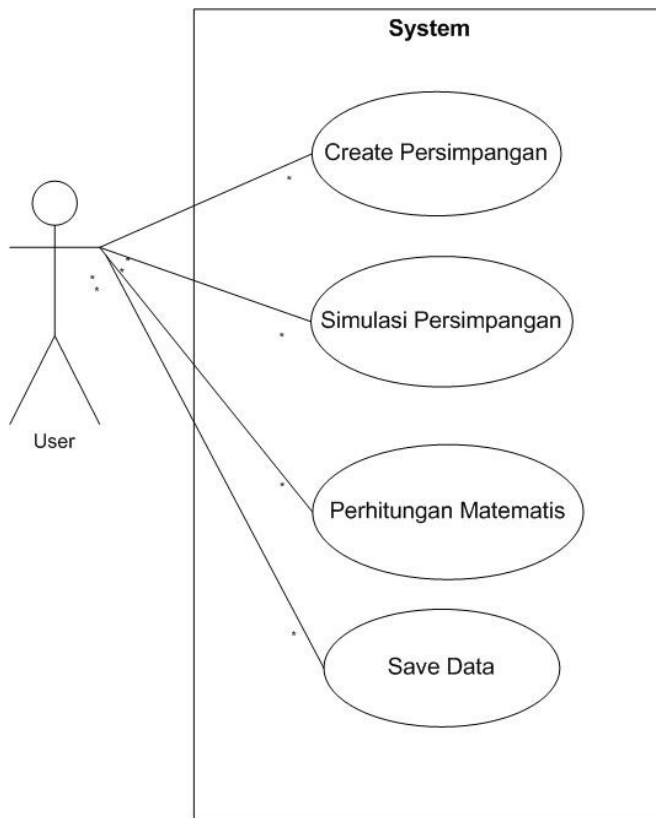 System
Create Persimpangan
*
*
*
*
*
Simulasi Persimpangan
*
User
Perhitungan Matematis
*
*
Save Data